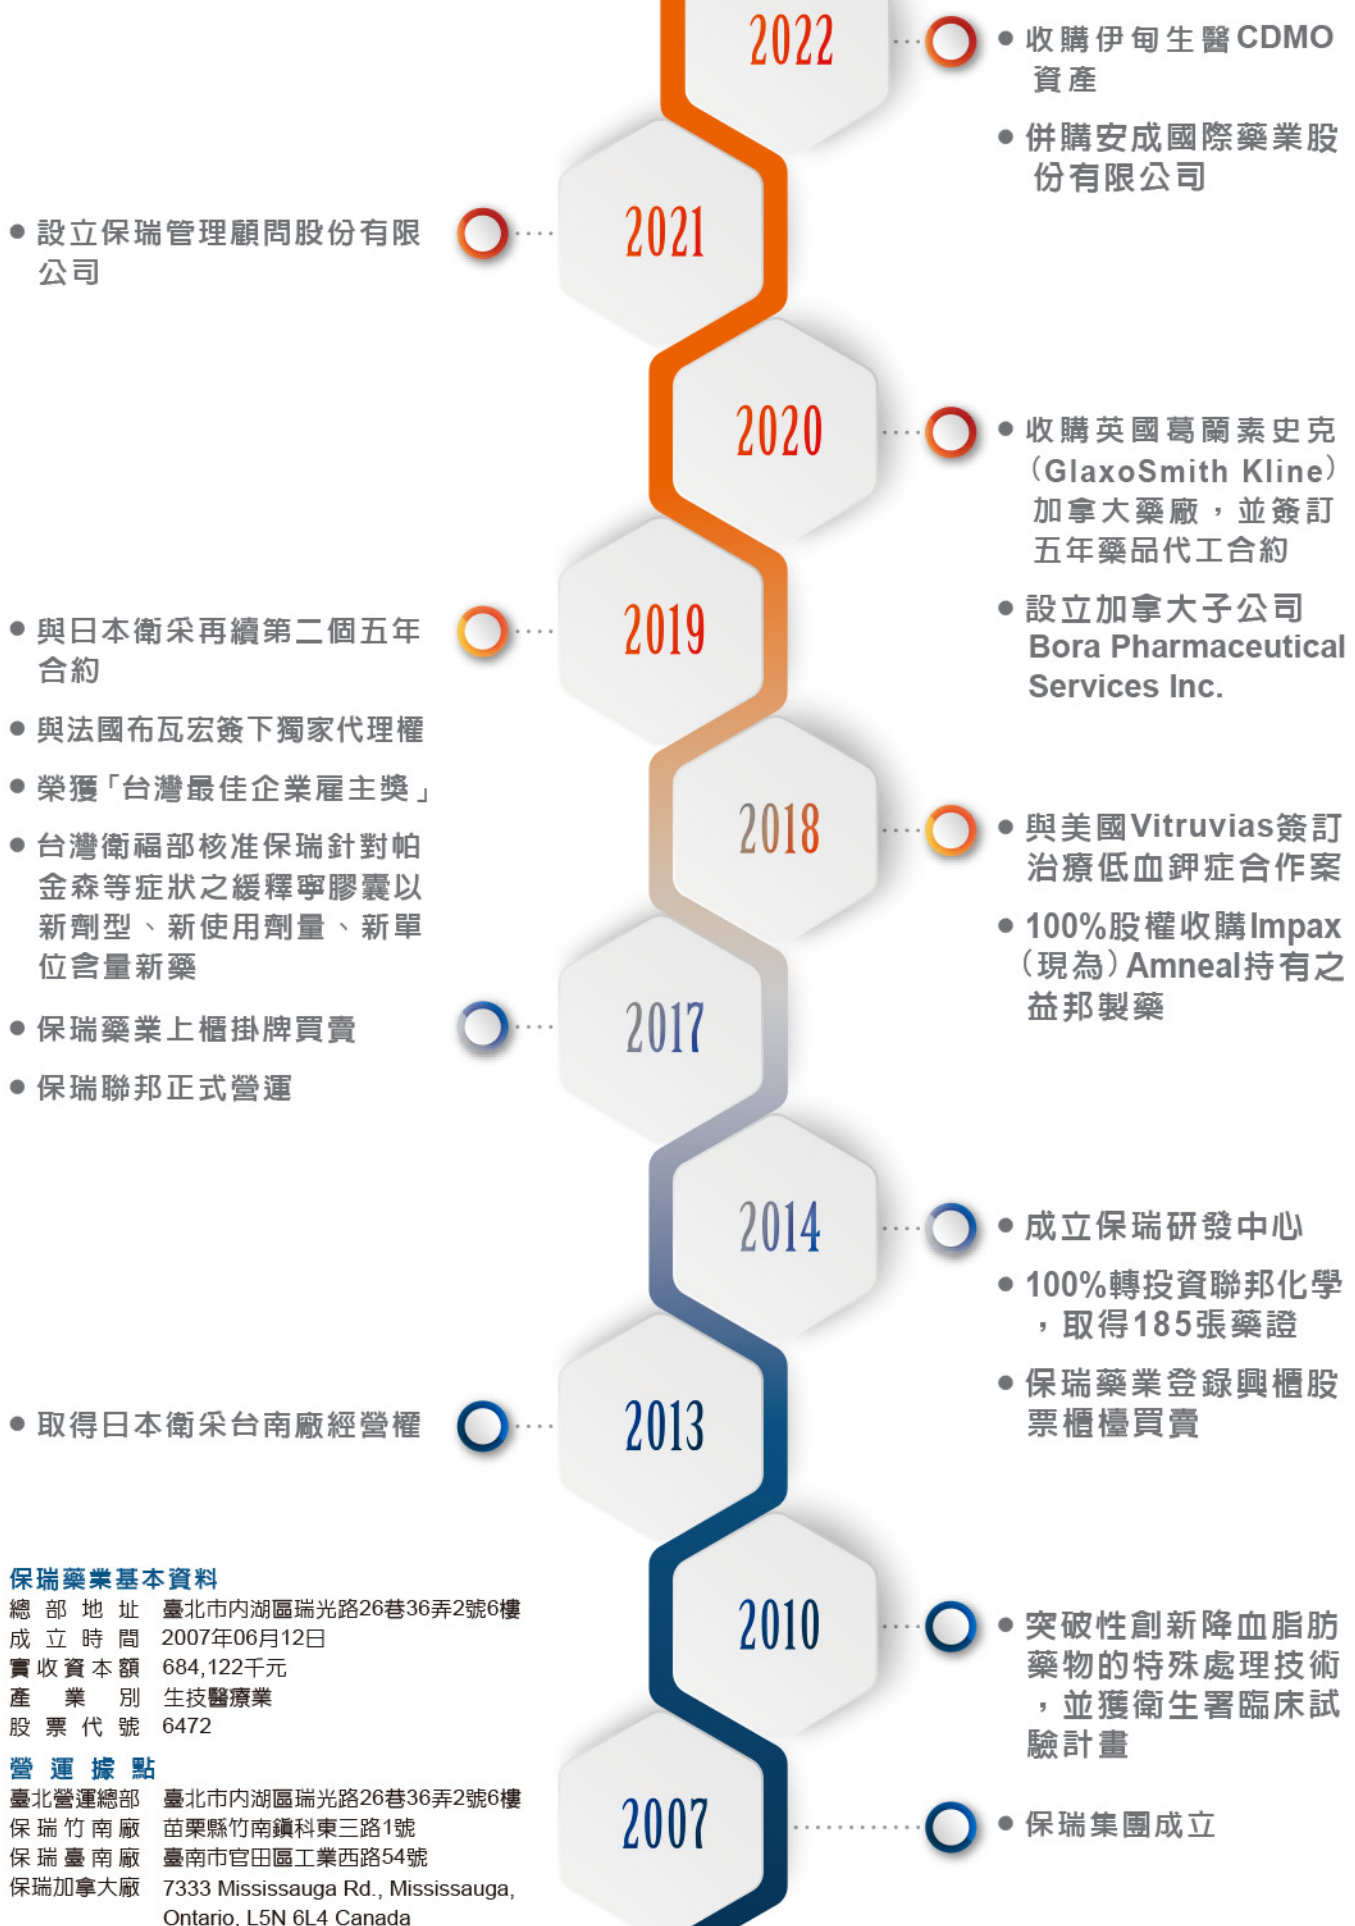 2022
● 收購伊甸生醫CDMO
資產
● 併購安成國際藥業股
份有限公司
2021
● 設立保瑞管理顧問股份有限
公司
2020
● 收購英國葛蘭素史克
（GlaxoSmith Kline）
加拿大藥廠，並簽訂
五年藥品代工合約
● 設立加拿大子公司
Bora Pharmaceutical
Services Inc.
2019
● 與日本衛采再續第二個五年
合約
● 與法國布瓦宏簽下獨家代理權
● 榮獲「台灣最佳企業雇主獎」
● 台灣衛福部核准保瑞針對帕
金森等症狀之緩釋寧膠囊以
新劑型、新使用劑量、新單
位含量新藥
2018
● 與美國Vitruvias簽訂
治療低血鉀症合作案
● 100%股權收購Impax
（現為）Amneal持有之
益邦製藥
2017
● 保瑞藥業上櫃掛牌買賣
● 保瑞聯邦正式營運
2014
● 成立保瑞研發中心
● 100%轉投資聯邦化學
，取得185張藥證
● 保瑞藥業登錄興櫃股
票櫃檯買賣
2013
● 取得日本衛采台南廠經營權
2010
● 突破性創新降血脂肪
藥物的特殊處理技術
，並獲衛生署臨床試
驗計畫
2007
● 保瑞集團成立
保瑞藥業基本資料
總部地址 臺北市內湖區瑞光路26巷36弄2號6樓
成立時間 2007年06月12日
實收資本額 684,122千元
產業別 生技醫療業
股票代號 6472
營運據點
臺北營運總部 臺北市內湖區瑞光路26巷36弄2號6樓
保瑞竹南廠 苗栗縣竹南鎮科東三路1號
保瑞臺南廠 臺南市官田區工業西路54號
保瑞加拿大廠 7333 Mississauga Rd., Mississauga,
Ontario, L5N 6L4 Canada